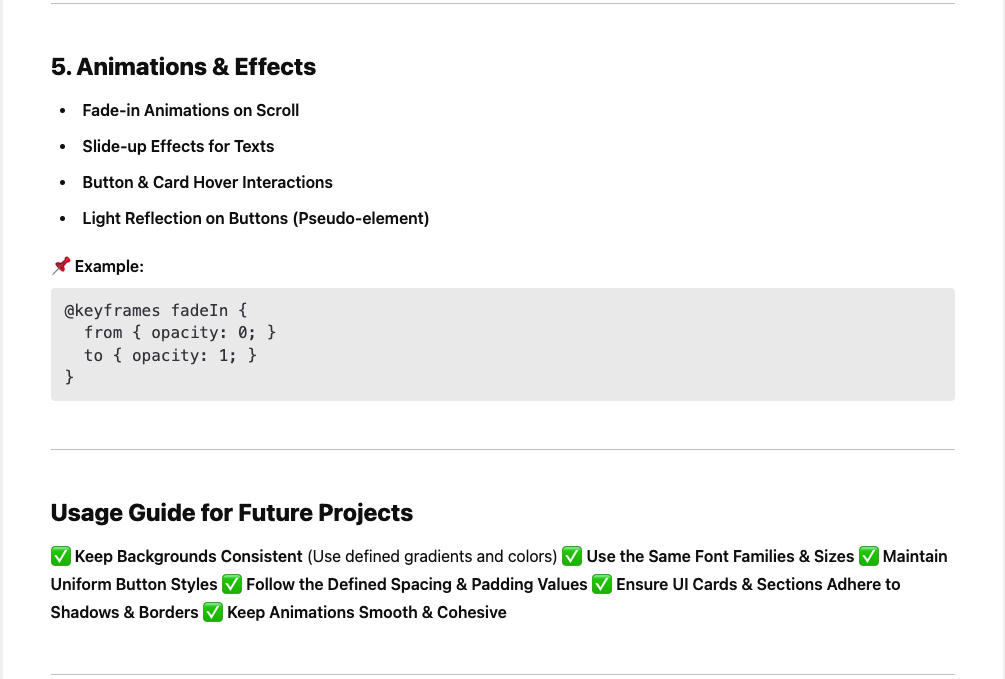 5. Animations & Effects
• Fade-in Animations on Scroll
• Slide-up Effects for Texts
• Button & Card Hover Interactions
• Light Reflection on Buttons (Pseudo-element)
📌 Example:
@keyframes fadeIn {
  from { opacity: 0; }
  to { opacity: 1; }
}
Usage Guide for Future Projects
✅ Keep Backgrounds Consistent (Use defined gradients and colors) ✅ Use the Same Font Families & Sizes ✅ Maintain
Uniform Button Styles ✅ Follow the Defined Spacing & Padding Values ✅ Ensure UI Cards & Sections Adhere to
Shadows & Borders ✅ Keep Animations Smooth & Cohesive